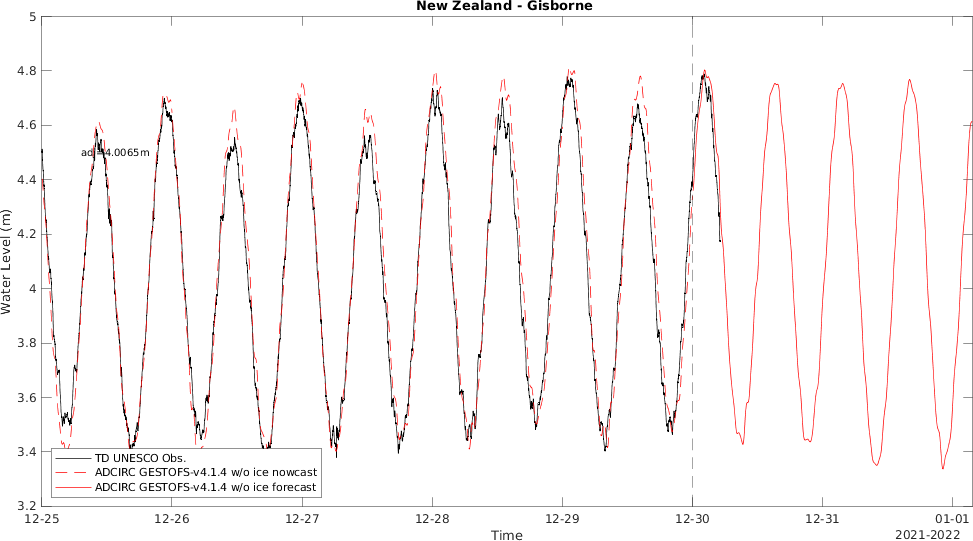 New Zealand - Gisborne
5
4.8
4.6
4.4
4.2
4
3.8
3.6
3.4
3.2
Water Level (m)
adj=4.0065m
TD UNESCO Obs.
ADCIRC GESTOFS-v4.1.4 w/o ice nowcast
ADCIRC GESTOFS-v4.1.4 w/o ice forecast
12-25 12-26 12-27 12-28 12-29 12-30 12-31 01-01
Time
2021-2022